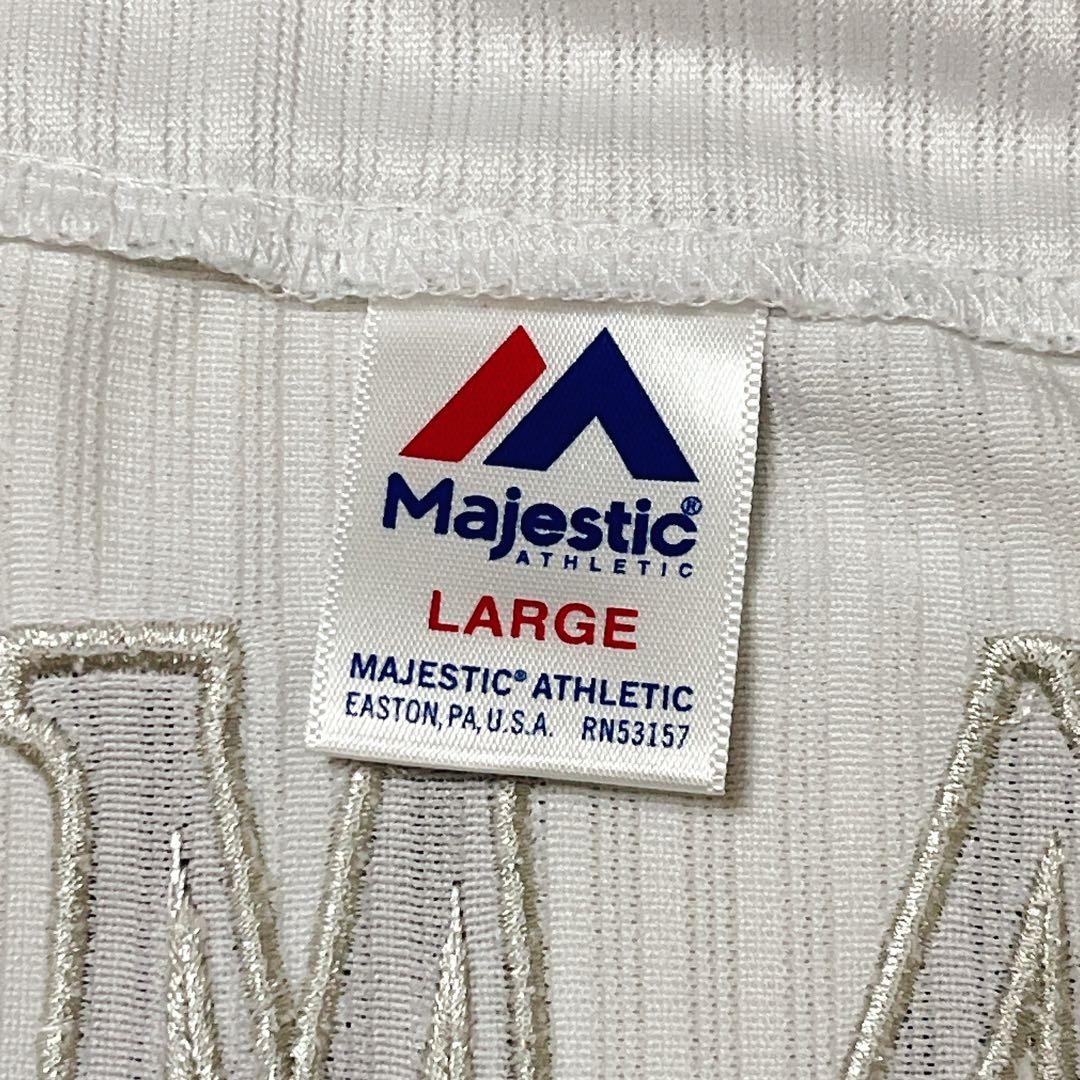 Majestic®
ATHLETIC
LARGE
MAJESTIC® ATHLETIC
EASTON, PA, U.S.A. RN53157